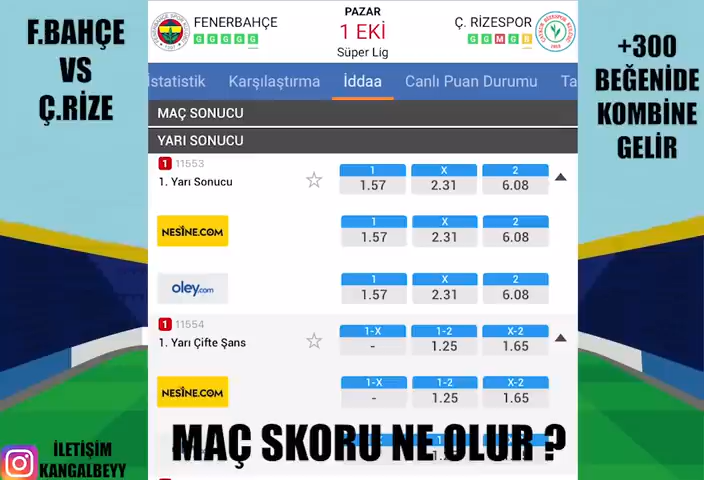 F.BAHÇE
VS
Ç.RİZE
FENERBAHÇE
G G G G G
PAZAR
1 EKİ
Süper Lig
Ç. RİZESPOR
G G M G B
+300
BEĞENİDE
KOMBİNE
GELİR
istatistik Karşılaştırma İddaa Canlı Puan Durumu Ta
MAÇ SONUCU
YARI SONUCU
1 11553
1. Yarı Sonucu
1 X 2
1.57 2.31 6.08
NESİNE.COM
1 X 2
1.57 2.31 6.08
oley.com
1 X 2
1.57 2.31 6.08
1 11554
1. Yarı Çifte Şans
1-X 1-2 X-2
- 1.25 1.65
NESİNE.COM
1-X 1-2 X-2
- 1.25 1.65
MAÇ SKORU NE OLUR ?
İLETİŞİM
KANGALBEYY